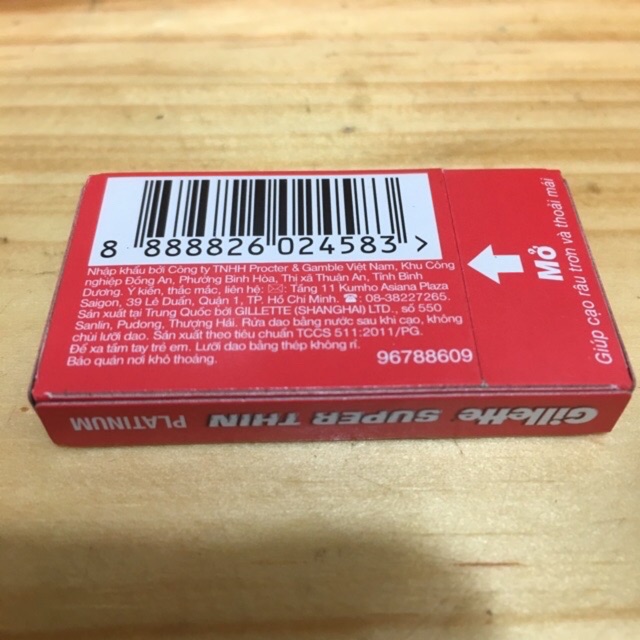 8 888826 024583 >
Nhập khẩu bởi Công ty TNHH Procter & Gamble Việt Nam, Khu Công
nghiệp Đồng An, Phường Bình Hòa, Thị xã Thuận An, Tỉnh Bình
Dương. Ý kiến, thắc mắc, liên hệ: ✉: Tầng 11 Kumho Asiana Plaza
Saigon, 39 Lê Duẩn, Quận 1, TP. Hồ Chí Minh. ☎: 08-38227265.
Sản xuất tại Trung Quốc bởi GILLETTE (SHANGHAI) LTD., số 550
Sanlin, Pudong, Thượng Hải. Rửa dao bằng nước sau khi cạo, không
chùi lưỡi dao. Sản xuất theo tiêu chuẩn TCCS 511:2011/PG.
Để xa tầm tay trẻ em. Lưỡi dao bằng thép không rỉ.
Bảo quản nơi khô thoáng.
96788609
Mở
Giúp cạo râu trơn và thoải mái
Gillette SUPER THIN PLATINUM